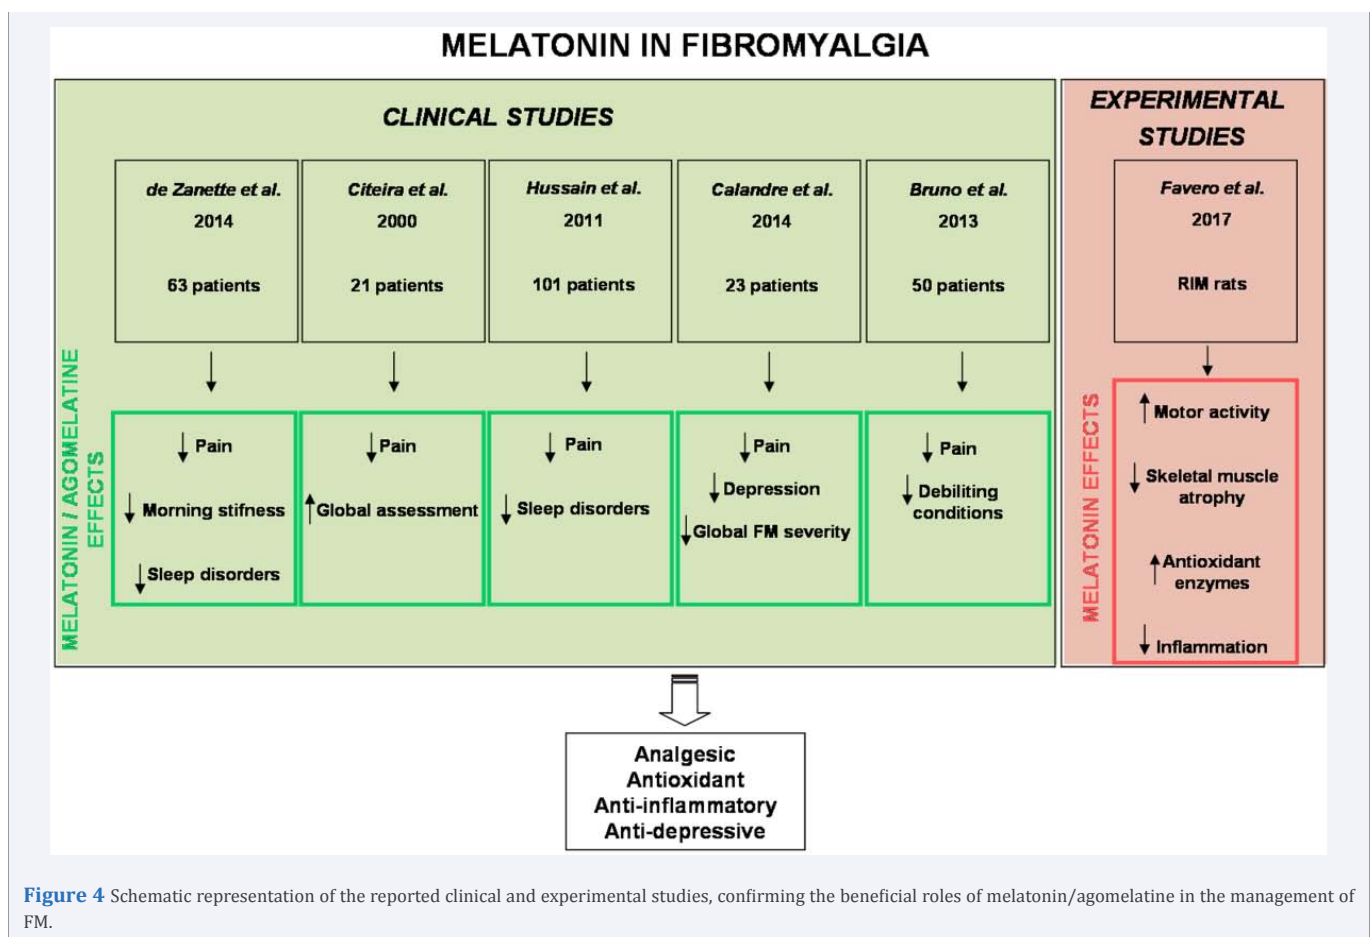 MELATONIN IN FIBROMYALGIA
CLINICAL STUDIES
de Zanette et al.
2014
63 patients
Citeira et al.
2000
21 patients
Hussain et al.
2011
101 patients
Calandre et al.
2014
23 patients
Bruno et al.
2013
50 patients
MELATONIN / AGOMELATINE
EFFECTS
↓ Pain
↓ Morning stifness
↓ Sleep disorders
↓ Pain
↑ Global assessment
↓ Pain
↓ Sleep disorders
↓ Pain
↓ Depression
↓ Global FM severity
↓ Pain
↓ Debiliting
conditions
EXPERIMENTAL
STUDIES
Favero et al.
2017
RIM rats
MELATONIN EFFECTS
↑ Motor activity
↓ Skeletal muscle
atrophy
↑ Antioxidant
enzymes
↓ Inflammation
Analgesic
Antioxidant
Anti-inflammatory
Anti-depressive
Figure 4 Schematic representation of the reported clinical and experimental studies, confirming the beneficial roles of melatonin/agomelatine in the management of
FM.